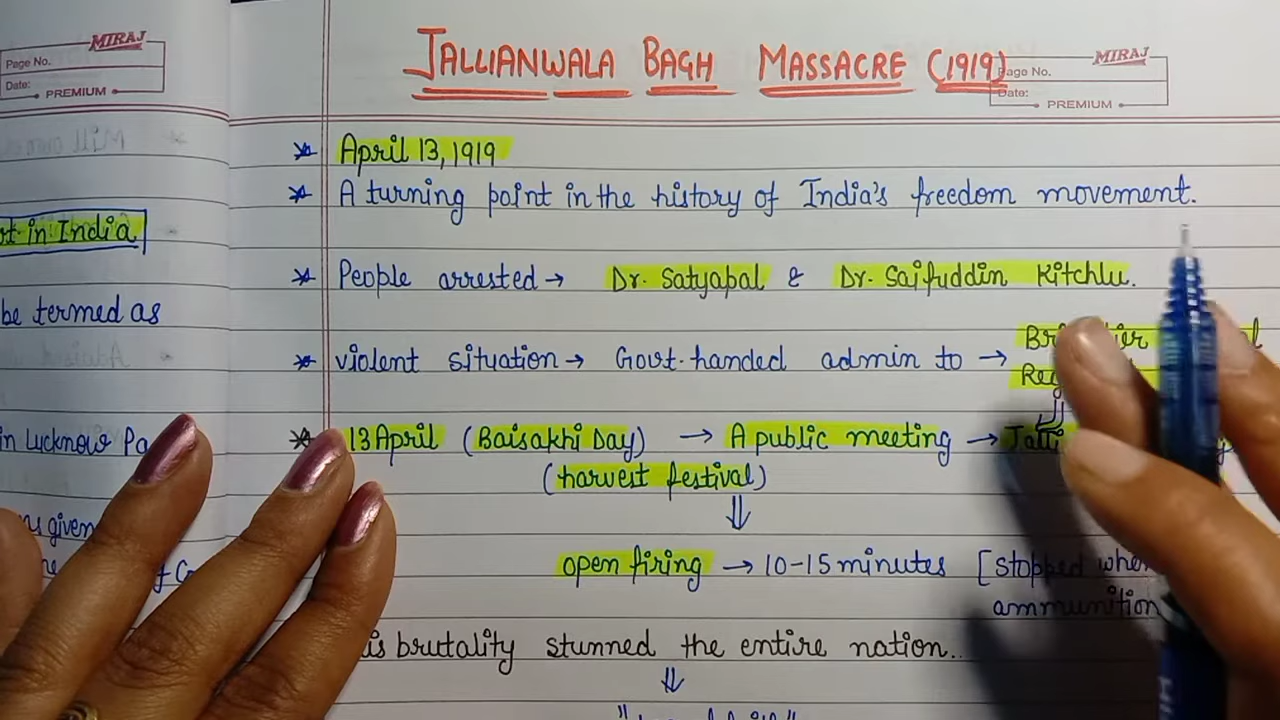 MIRAJ
Page No.
Date:
PREMIUM
ot in India
be termed as
in Lucknow Pa
given
JALLIANWALA BAGH MASSACRE (1919)
MIRAJ
Page No.
Date:
PREMIUM
* April 13, 1919
* A turning point in the history of India's freedom movement.
* People arrested → Dr. Satyapal & Dr. Saifuddin Kitchlu.
* violent situation → Govt. handed admin to →
* 13 April (Baisakhi Day) → A public meeting →
(harvest festival)
⇓
open firing → 10-15 minutes [stopped
ammunition
is brutality stunned the entire nation..
⇓